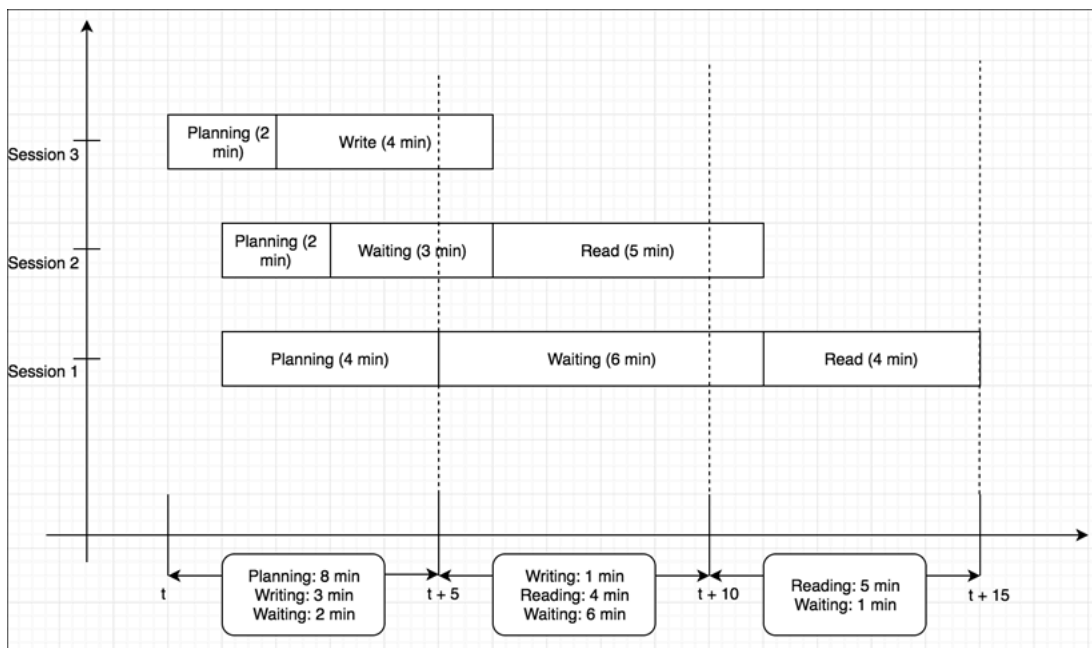 Session 3
Planning (2
min)
Write (4 min)
Session 2
Planning (2
min)
Waiting (3 min)
Read (5 min)
Session 1
Planning (4 min)
Waiting (6 min)
Read (4 min)
t
Planning: 8 min
Writing: 3 min
Waiting: 2 min
t + 5
Writing: 1 min
Reading: 4 min
Waiting: 6 min
t + 10
Reading: 5 min
Waiting: 1 min
t + 15